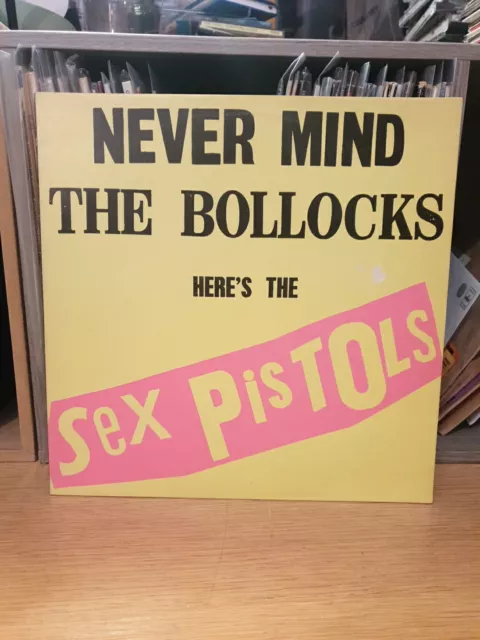 NEVER MIND
THE BOLLOCKS
HERE'S THE
Sex PisTOls